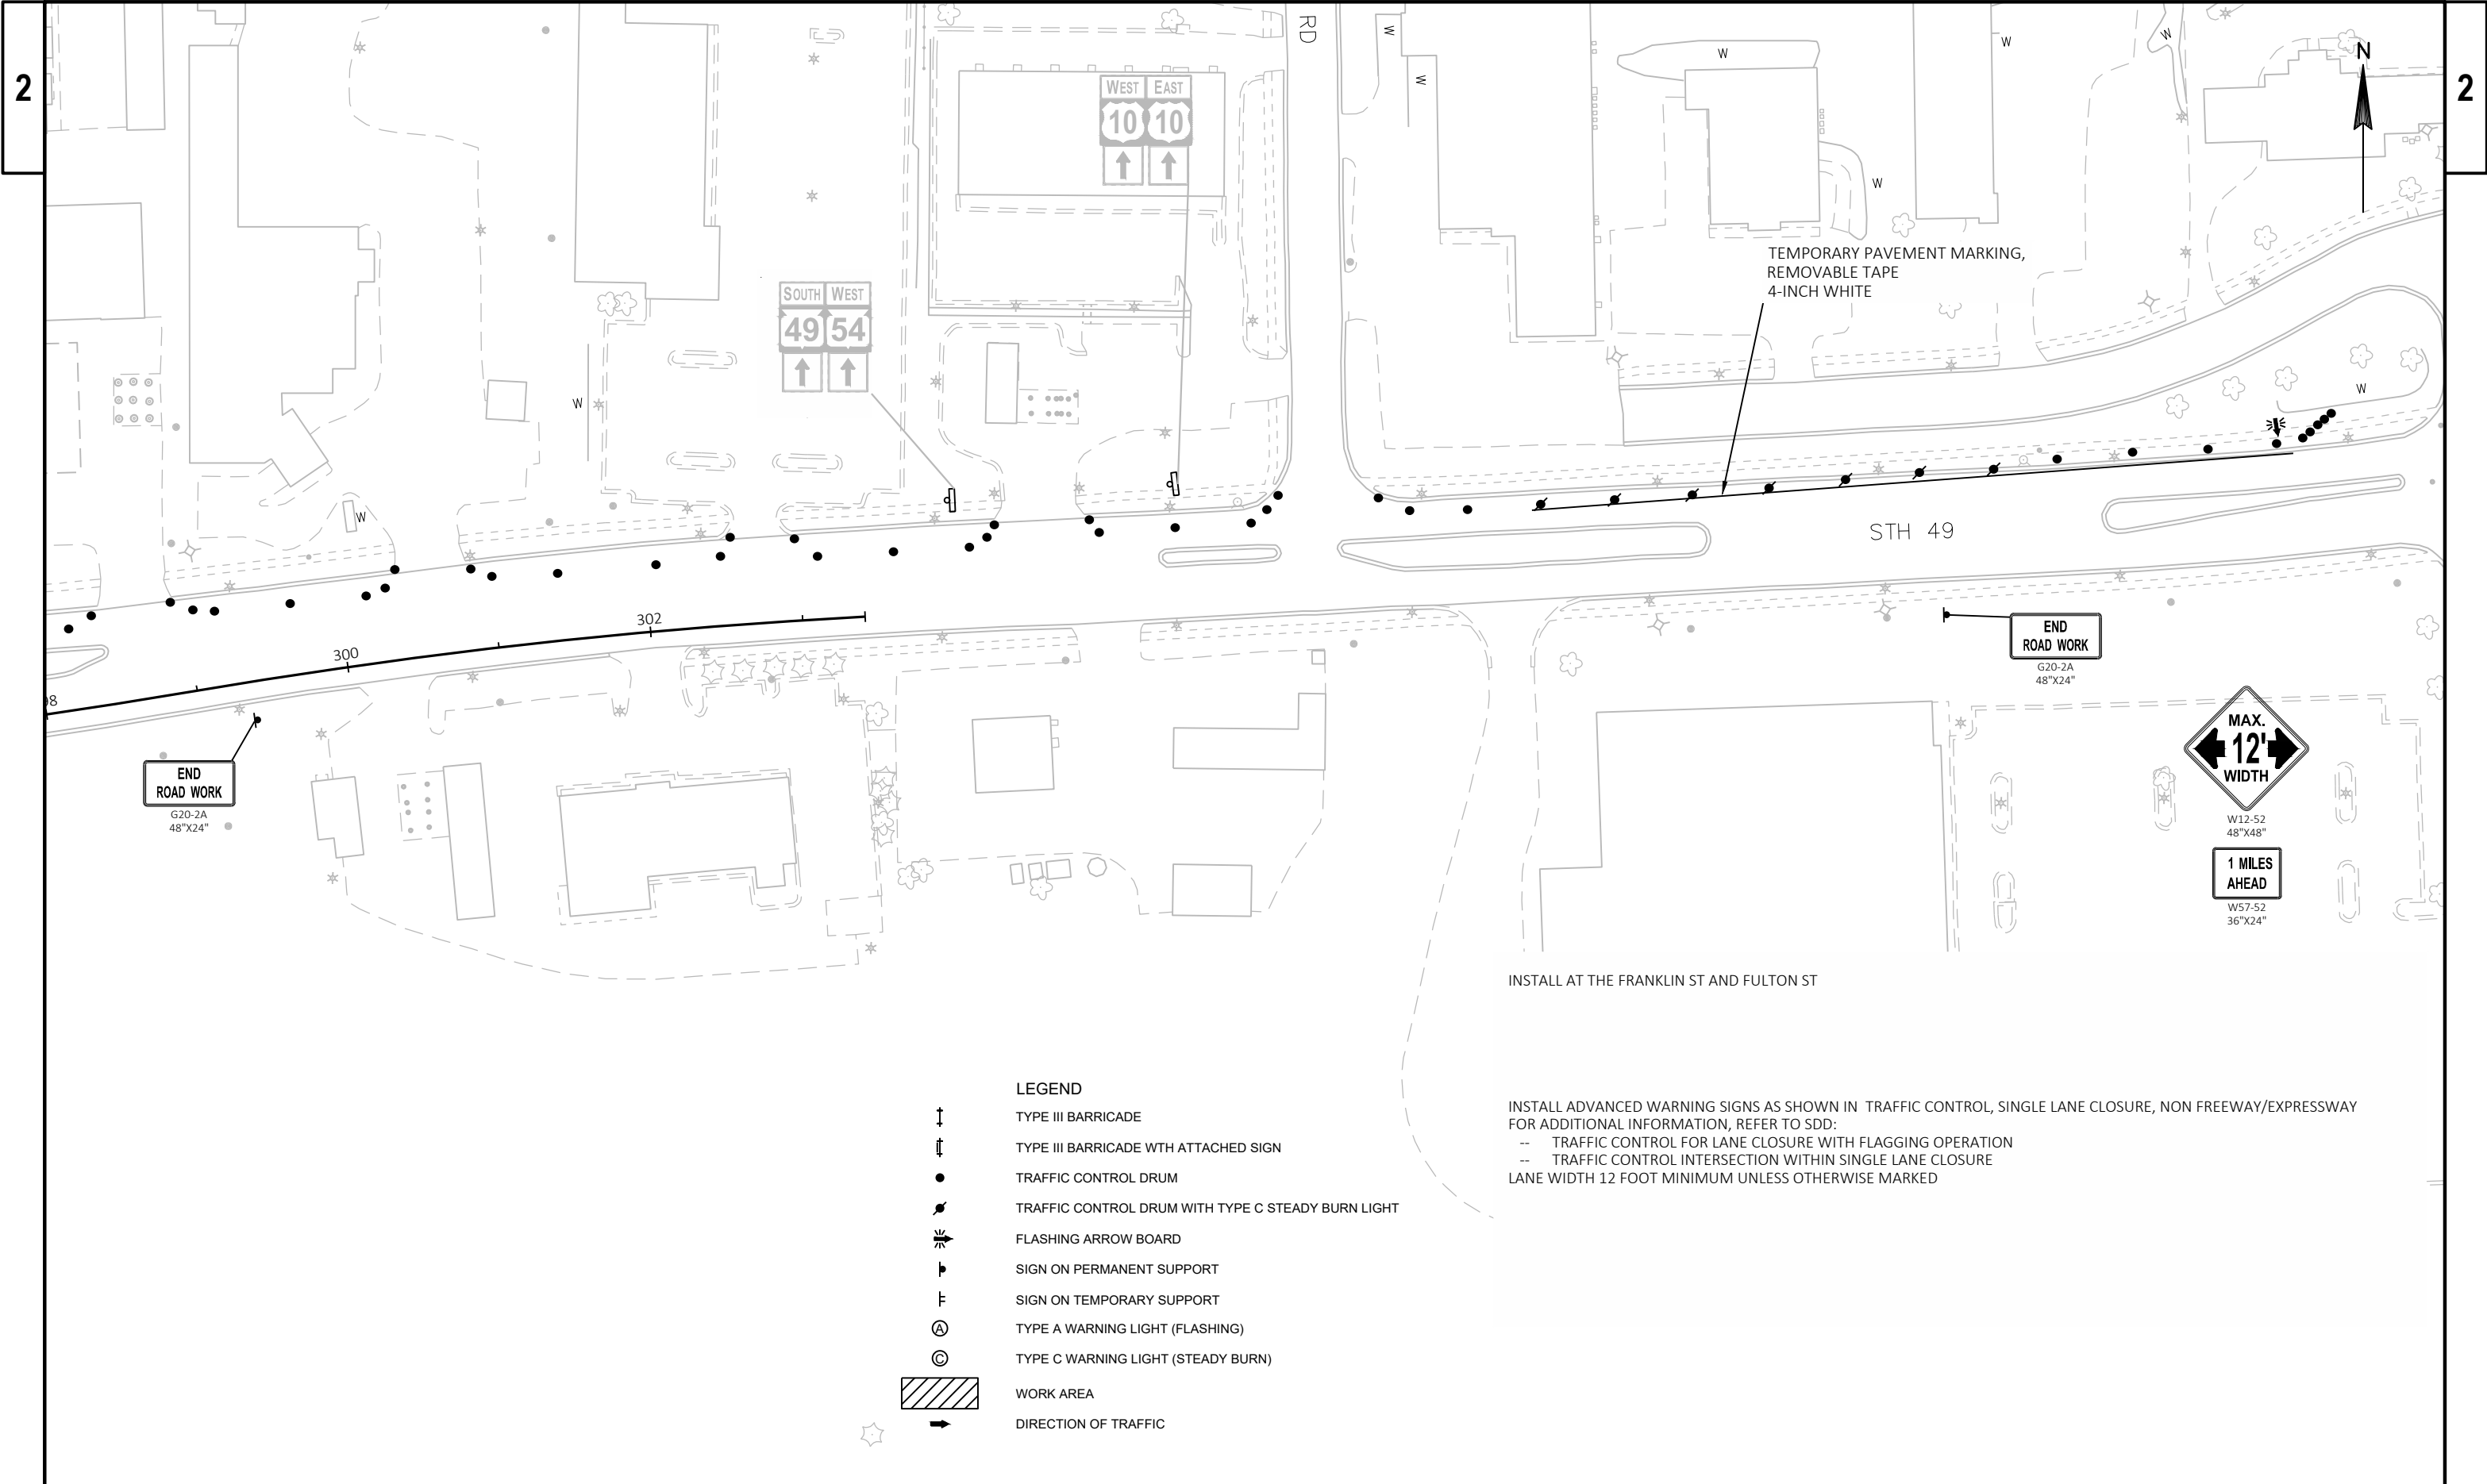 2
2
RD
N
W
W
W
W
W
W
W
W
W
WEST EAST
10 10
SOUTH WEST
49 54
TEMPORARY PAVEMENT MARKING,
REMOVABLE TAPE
4-INCH WHITE
STH 49
302
300
END
ROAD WORK
G20-2A
48"X24"
END
ROAD WORK
G20-2A
48"X24"
MAX.
12'
WIDTH
W12-52
48"X48"
1 MILES
AHEAD
W57-52
36"X24"
INSTALL AT THE FRANKLIN ST AND FULTON ST
LEGEND
TYPE III BARRICADE
TYPE III BARRICADE WTH ATTACHED SIGN
TRAFFIC CONTROL DRUM
TRAFFIC CONTROL DRUM WITH TYPE C STEADY BURN LIGHT
FLASHING ARROW BOARD
SIGN ON PERMANENT SUPPORT
SIGN ON TEMPORARY SUPPORT
A TYPE A WARNING LIGHT (FLASHING)
C TYPE C WARNING LIGHT (STEADY BURN)
WORK AREA
DIRECTION OF TRAFFIC
INSTALL ADVANCED WARNING SIGNS AS SHOWN IN TRAFFIC CONTROL, SINGLE LANE CLOSURE, NON FREEWAY/EXPRESSWAY
FOR ADDITIONAL INFORMATION, REFER TO SDD:
-- TRAFFIC CONTROL FOR LANE CLOSURE WITH FLAGGING OPERATION
-- TRAFFIC CONTROL INTERSECTION WITHIN SINGLE LANE CLOSURE
LANE WIDTH 12 FOOT MINIMUM UNLESS OTHERWISE MARKED